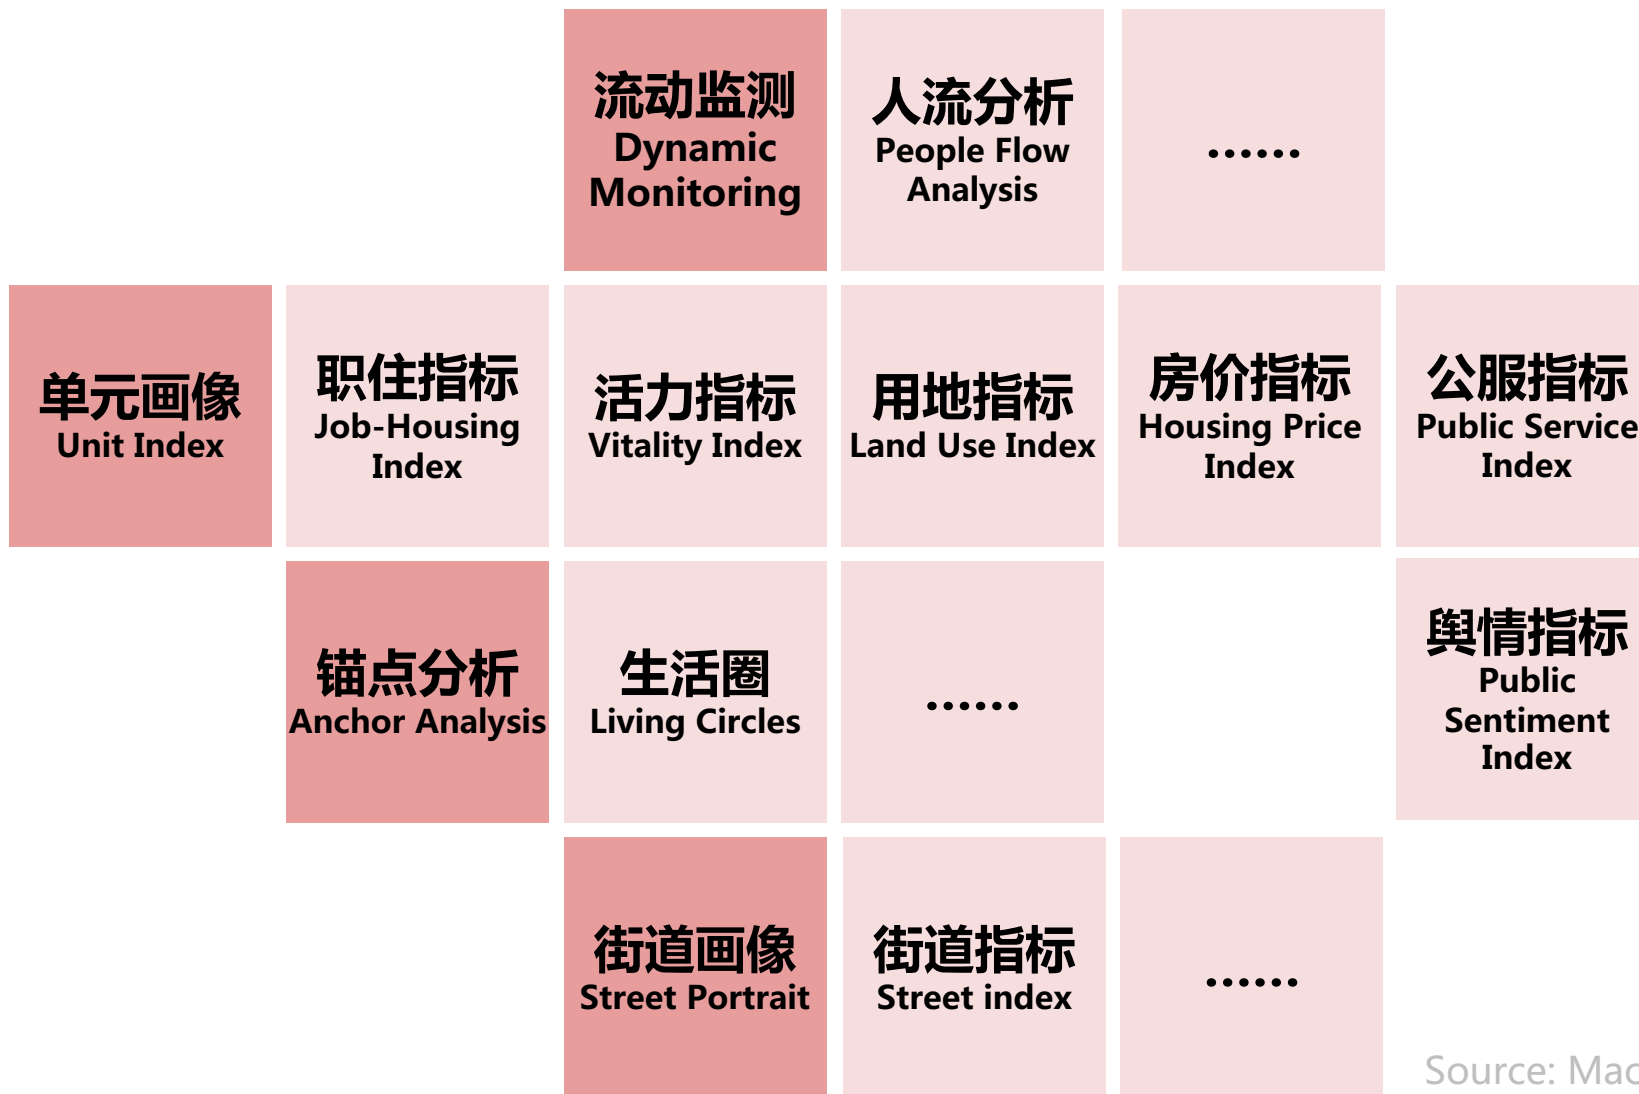 流动监测
Dynamic
Monitoring
人流分析
People Flow
Analysis
......
单元画像
Unit Index
职住指标
Job-Housing
Index
活力指标
Vitality Index
用地指标
Land Use Index
房价指标
Housing Price
Index
公服指标
Public Service
Index
锚点分析
Anchor Analysis
生活圈
Living Circles
......
舆情指标
Public
Sentiment
Index
街道画像
Street Portrait
街道指标
Street index
......
Source: Mac